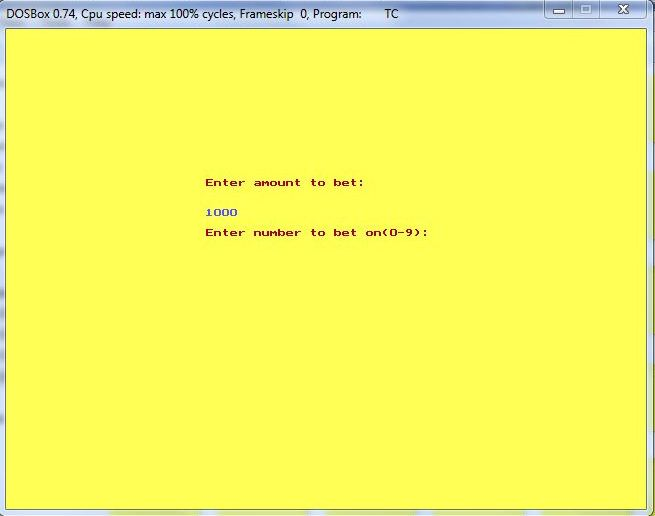 DOSBox 0.74, Cpu speed: max 100% cycles, Frameskip  0, Program:       TC
Enter amount to bet:
1000
Enter number to bet on(0-9):